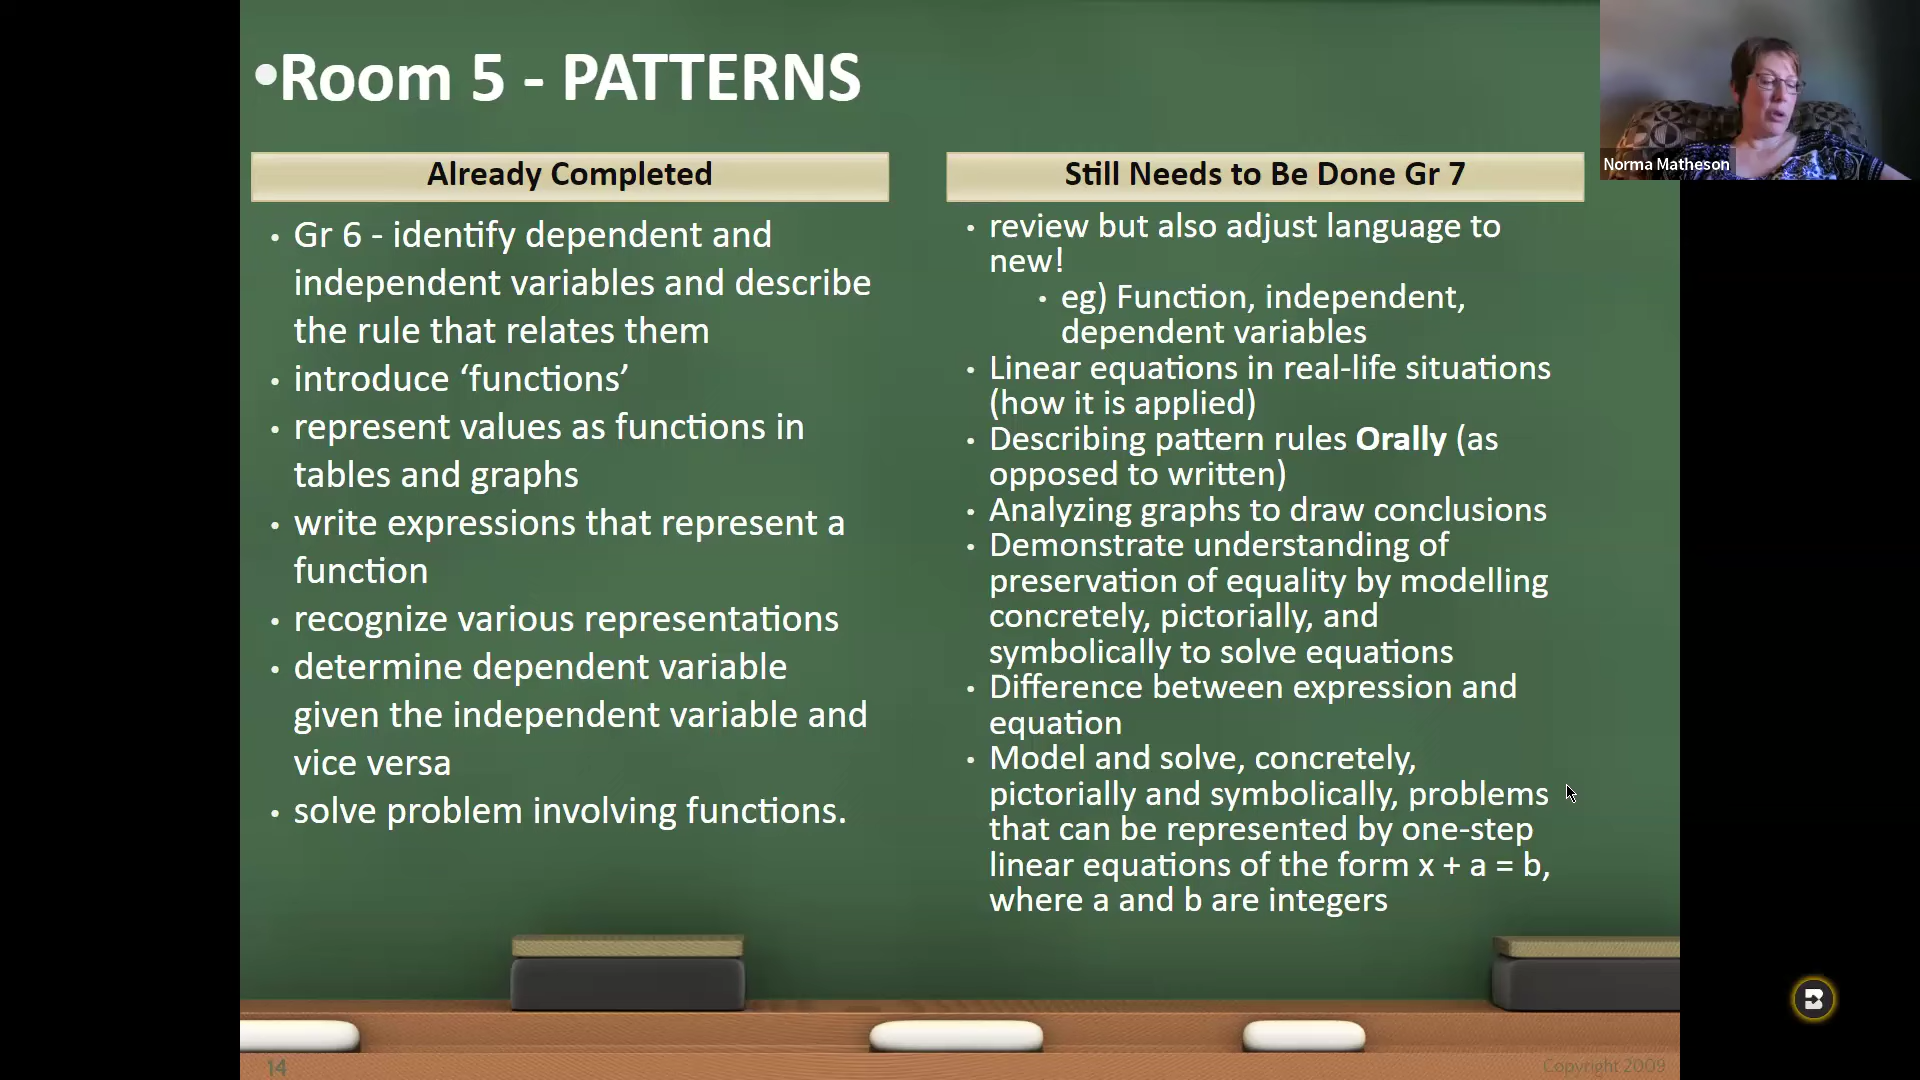 •Room 5 - PATTERNS
Norma Matheson
Already Completed
• Gr 6 - identify dependent and
independent variables and describe
the rule that relates them
• introduce ‘functions’
• represent values as functions in
tables and graphs
• write expressions that represent a
function
• recognize various representations
• determine dependent variable
given the independent variable and
vice versa
• solve problem involving functions.
Still Needs to Be Done Gr 7
• review but also adjust language to
new!
• eg) Function, independent,
dependent variables
• Linear equations in real-life situations
(how it is applied)
• Describing pattern rules Orally (as
opposed to written)
• Analyzing graphs to draw conclusions
• Demonstrate understanding of
preservation of equality by modelling
concretely, pictorially, and
symbolically to solve equations
• Difference between expression and
equation
• Model and solve, concretely,
pictorially and symbolically, problems
that can be represented by one-step
linear equations of the form x + a = b,
where a and b are integers
14
Copyright 2009